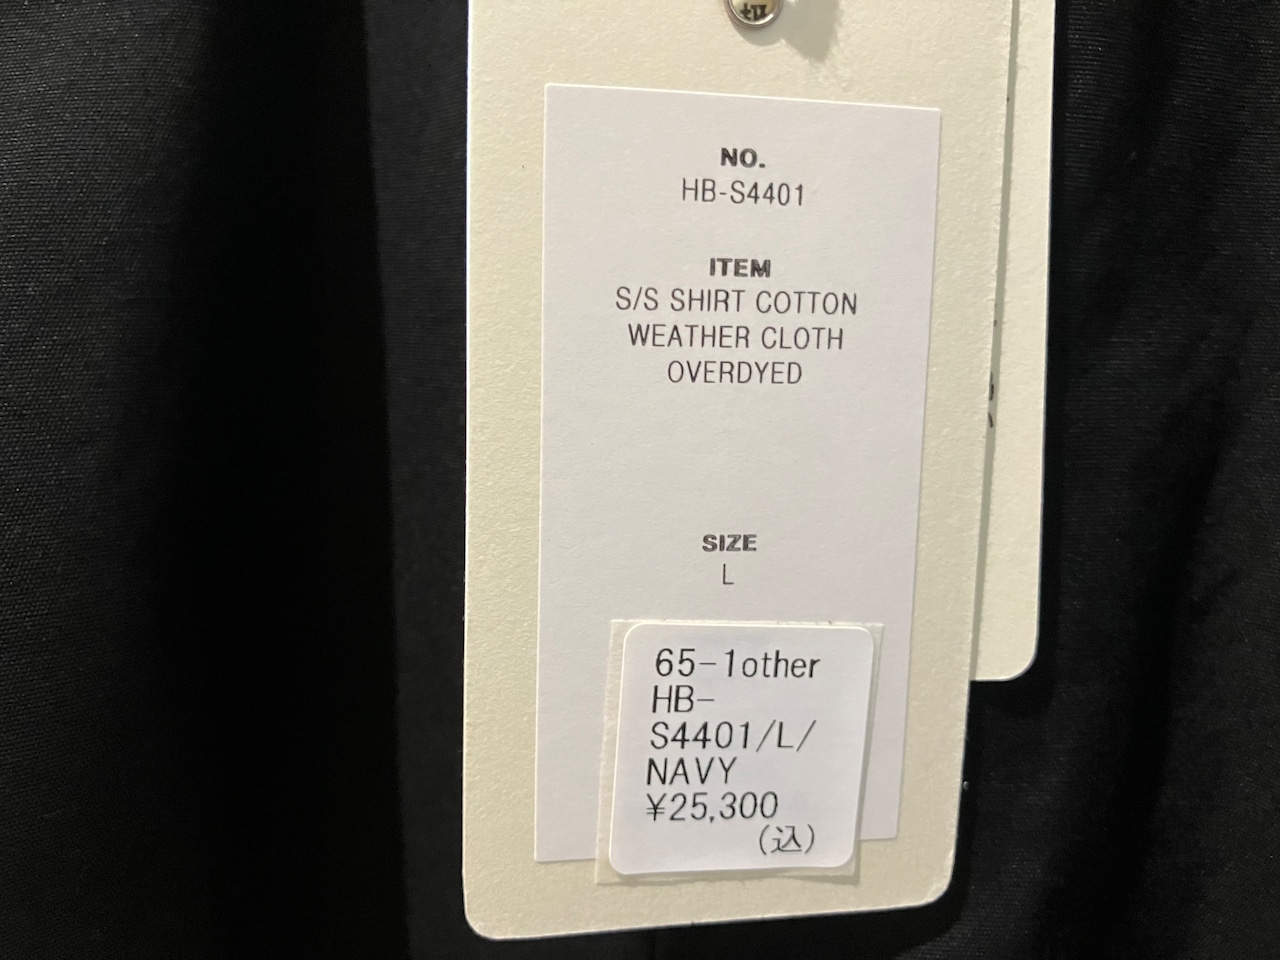 NO.
HB-S4401
ITEM
S/S SHIRT COTTON
WEATHER CLOTH
OVERDYED
SIZE
L
65-1other
HB-
S4401/L/
NAVY
¥25,300
(込)